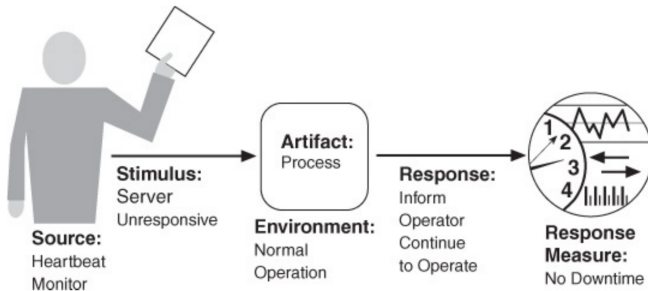 Source:
Heartbeat
Monitor
Stimulus:
Server
Unresponsive
Artifact:
Process
Environment:
Normal
Operation
Response:
Inform
Operator
Continue
to Operate
1
2
3
4
Response
Measure:
No Downtime